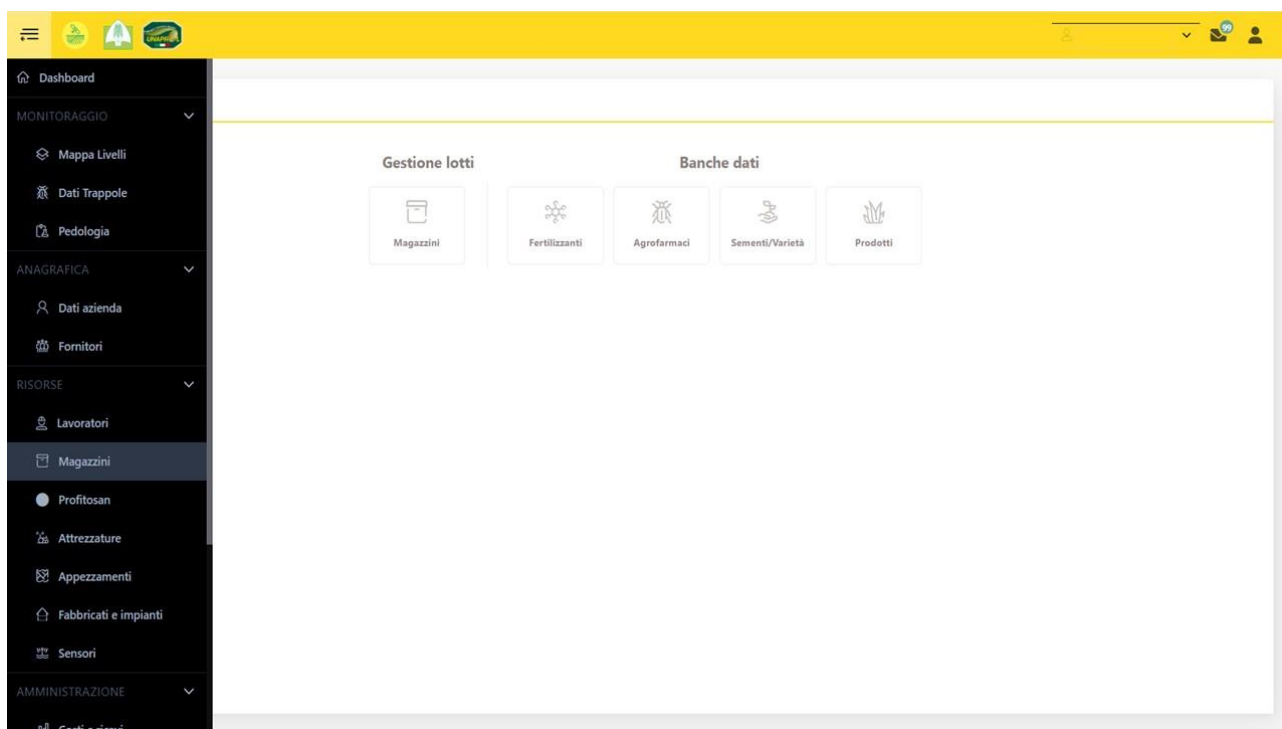 99
Dashboard
MONITORAGGIO
Mappa Livelli
Dati Trappole
Pedologia
ANAGRAFICA
Dati azienda
Fornitori
RISORSE
Lavoratori
Magazzini
Profitosan
Attrezzature
Appezzamenti
Fabbricati e impianti
Sensori
AMMINISTRAZIONE
Gestione lotti
Banche dati
Magazzini
Fertilizzanti
Agrofarmaci
Sementi/Varietà
Prodotti